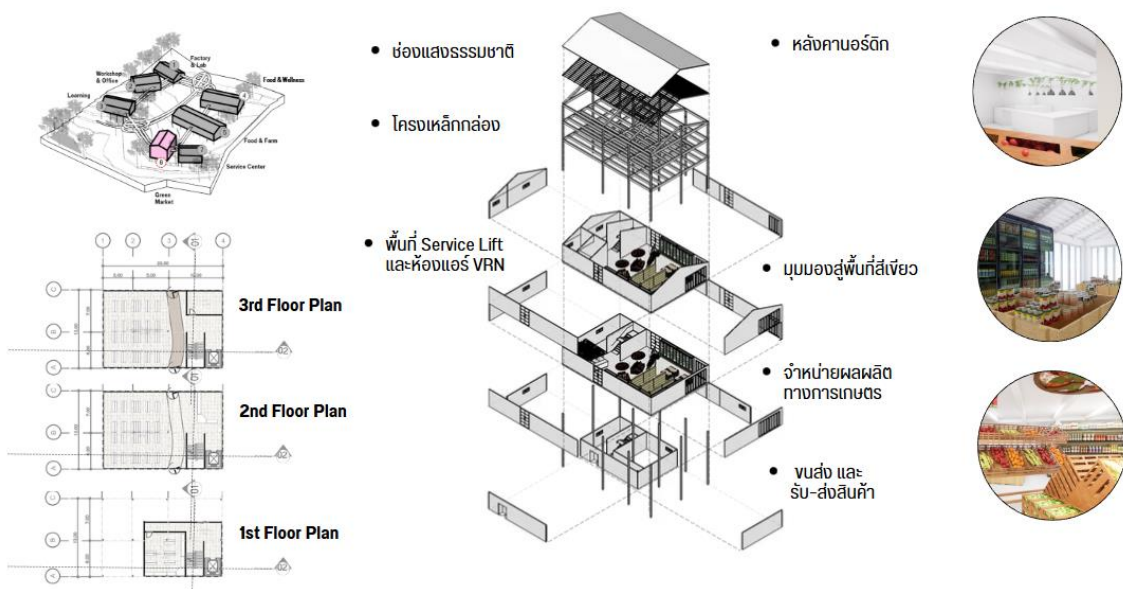 Factory
& Lab
Workshop
& Office
Food & Wellness
Learning
Food & Farm
Service Center
Green
Market
1
2
3
4
3rd Floor Plan
C
B
A
2nd Floor Plan
C
B
A
1st Floor Plan
C
B
A
• ช่องแสงธรรมชาติ
• โครงเหล็กกล่อง
• พื้นที่ Service Lift
และห้องแอร์ VRN
• หลังคานอร์ดิก
• มุมมองสู่พื้นที่สีเขียว
• จำหน่ายผลผลิต
ทางการเกษตร
• ขนส่ง และ
รับ-ส่งสินค้า